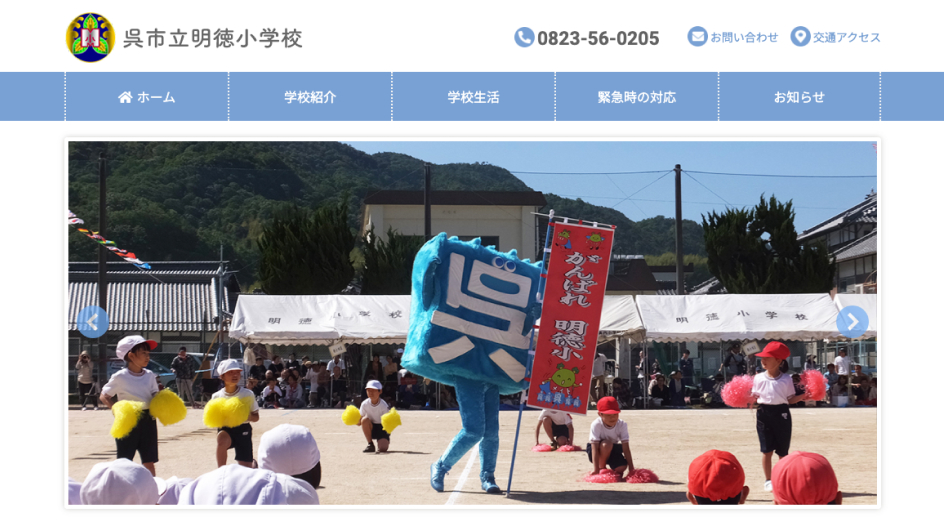 呉市立明徳小学校
0823-56-0205
お問い合わせ
交通アクセス
ホーム
学校紹介
学校生活
緊急時の対応
お知らせ
呉
がんばれ 明徳小
明徳小学校
明徳小学校